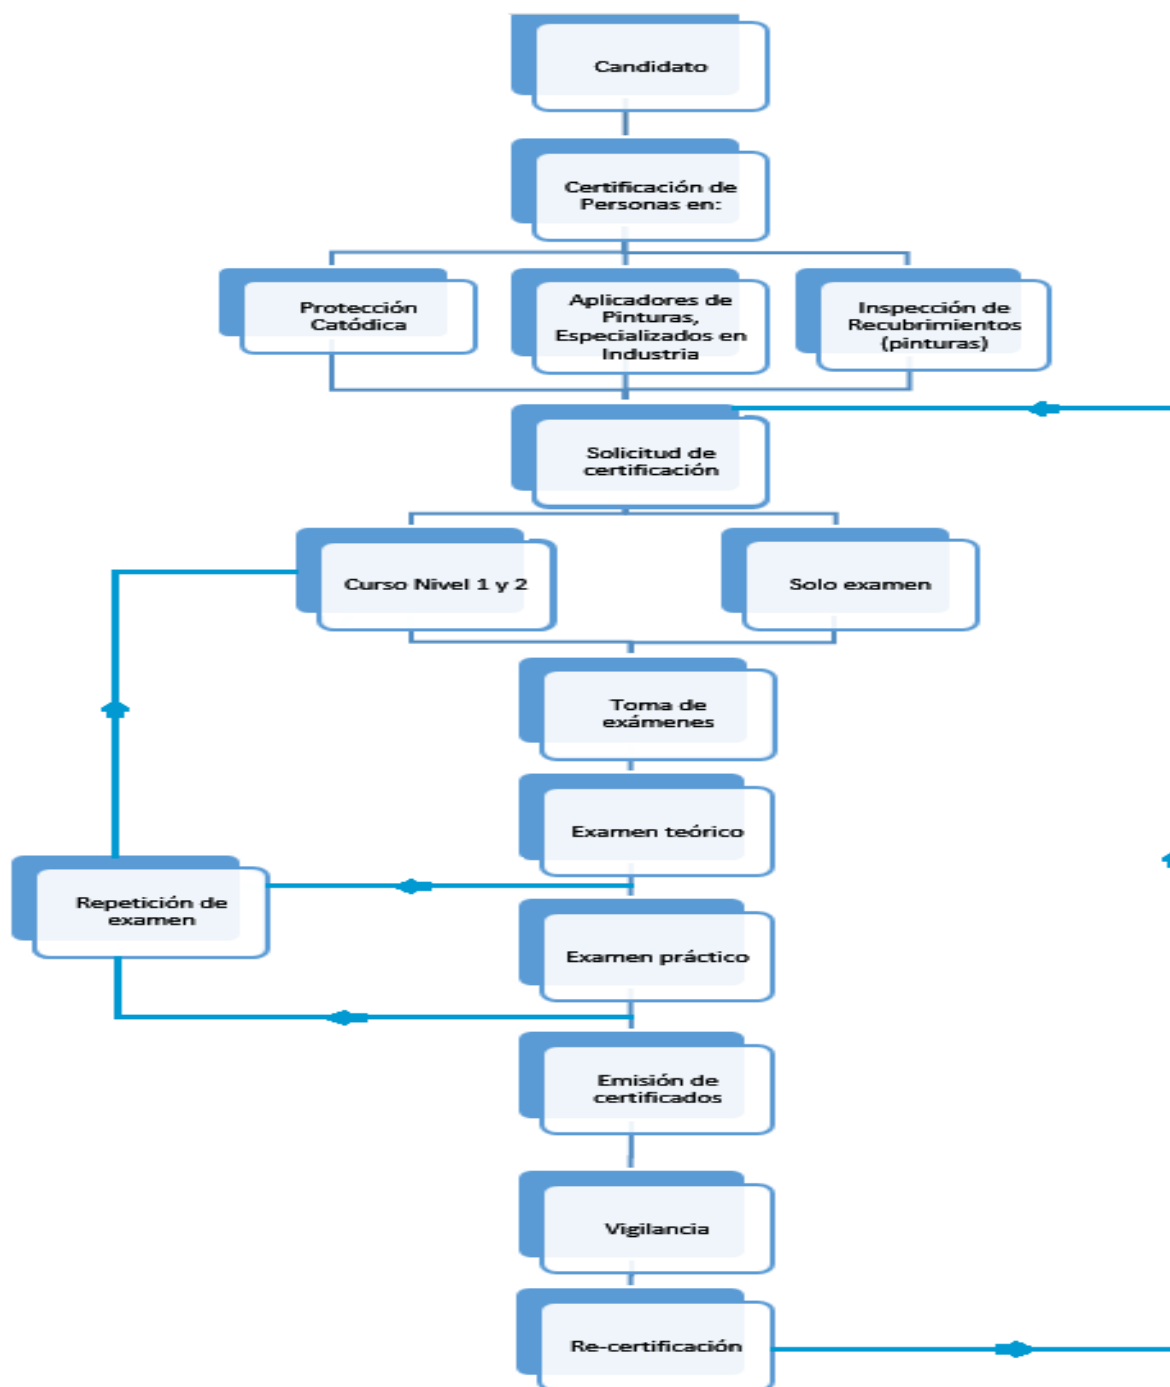 Candidato
Certificación de
Personas en:
Protección
Catódica
Aplicadores de
Pinturas,
Especializados en
Industria
Inspección de
Recubrimientos
(pinturas)
Solicitud de
certificación
Curso Nivel 1 y 2
Solo examen
Toma de
exámenes
Examen teórico
Repetición de
examen
Examen práctico
Emisión de
certificados
Vigilancia
Re-certificación